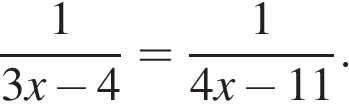 1/(3x − 4) = 1/(4x − 11).